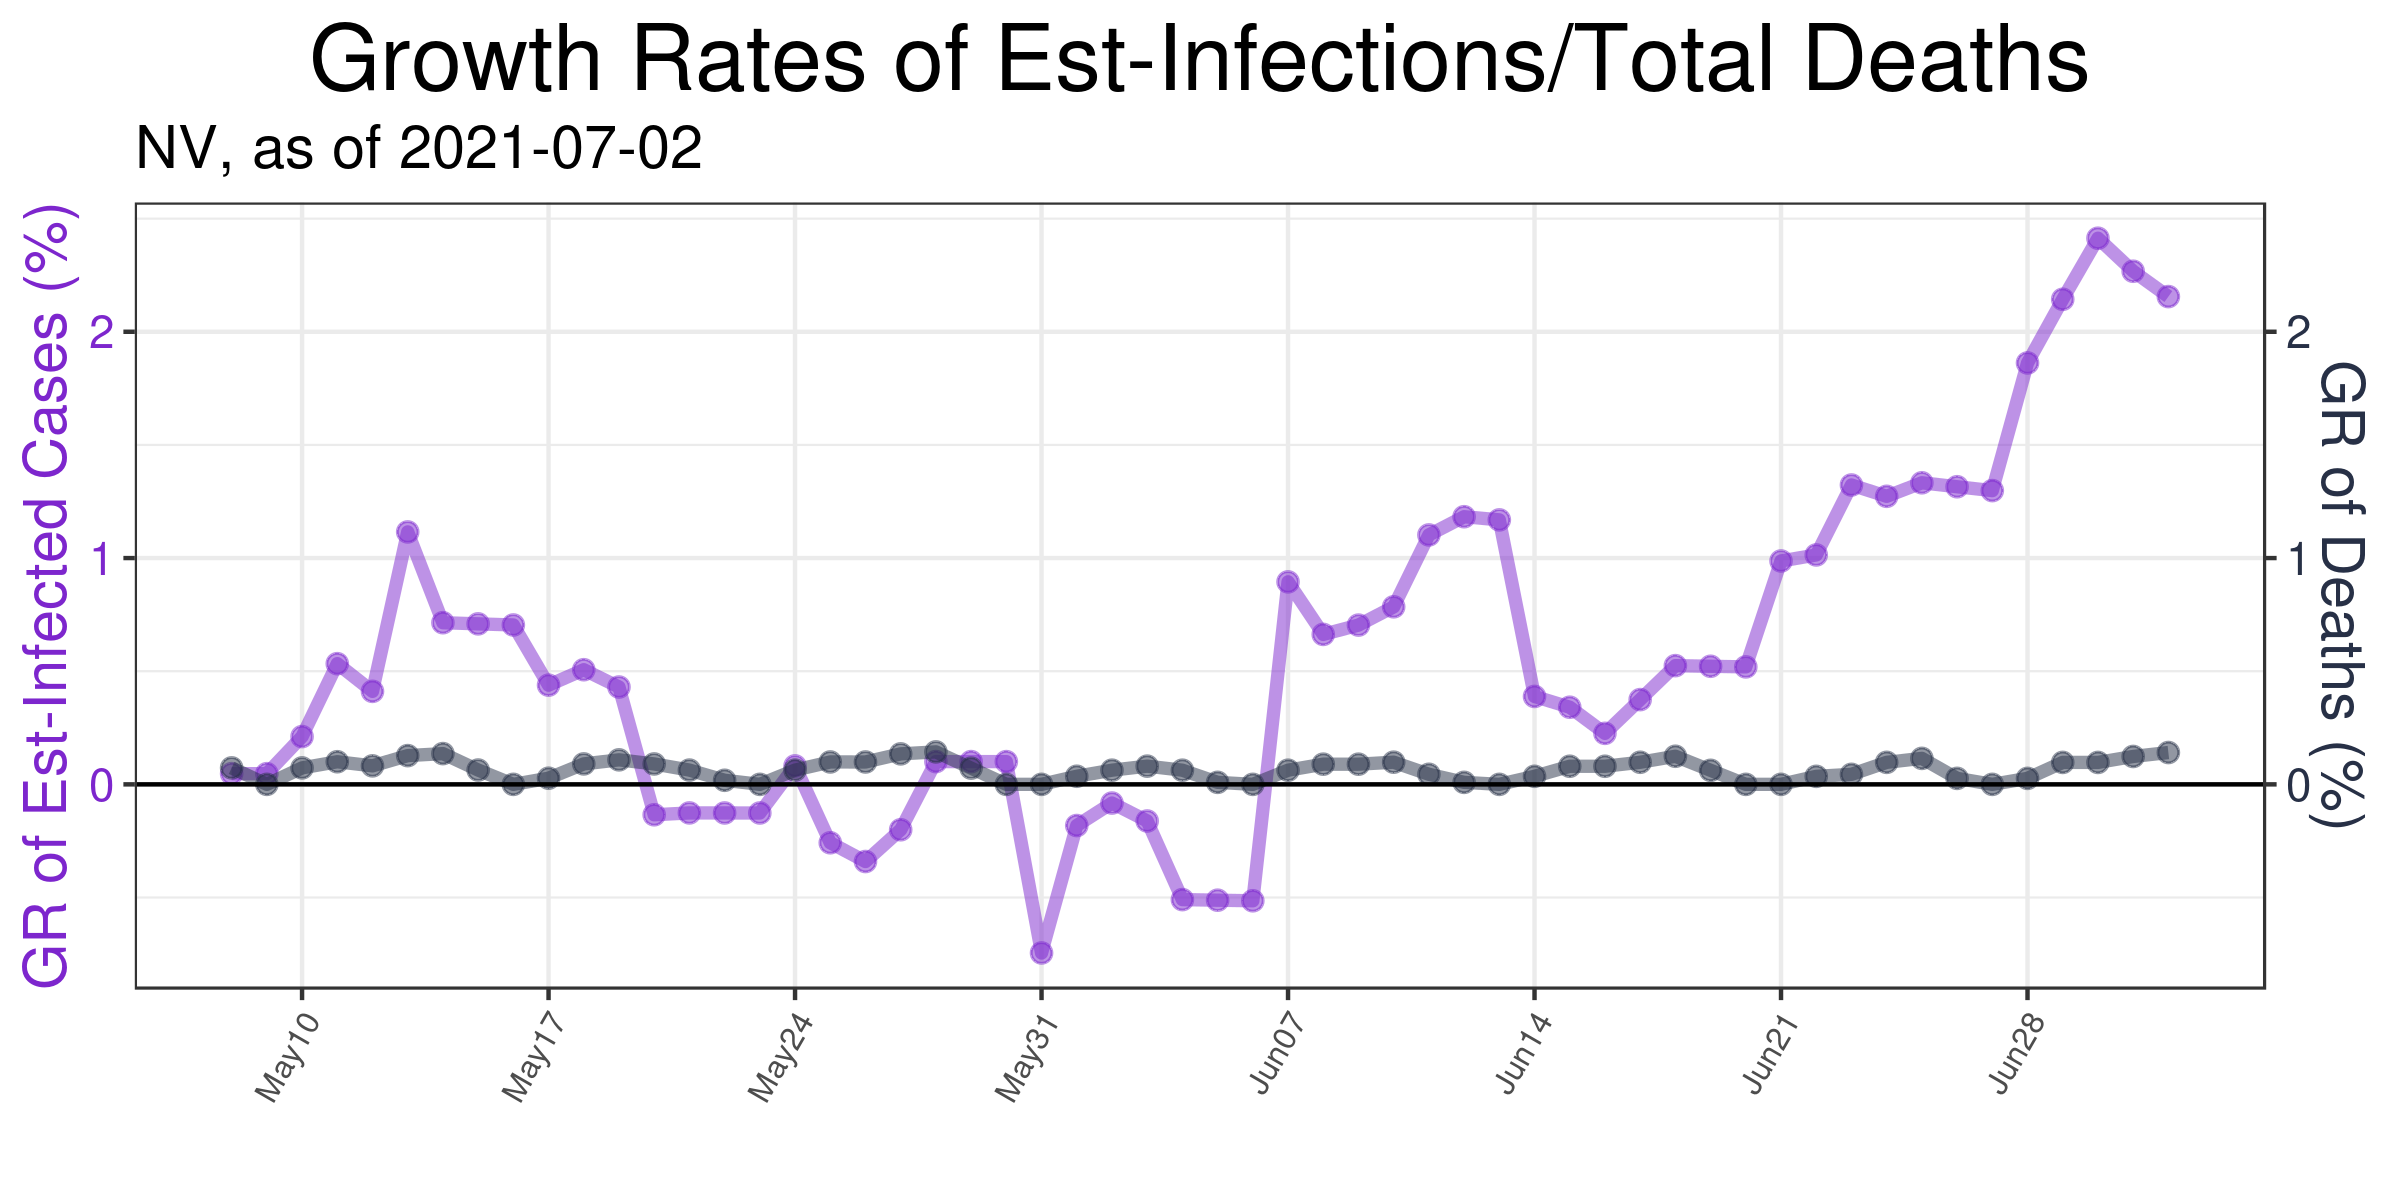 Growth Rates of Est-Infections/Total Deaths
NV, as of 2021-07-02
GR of Est-Infected Cases (%)
2
1
0
2
1
0
GR of Deaths (%)
May10
May17
May24
May31
Jun07
Jun14
Jun21
Jun28